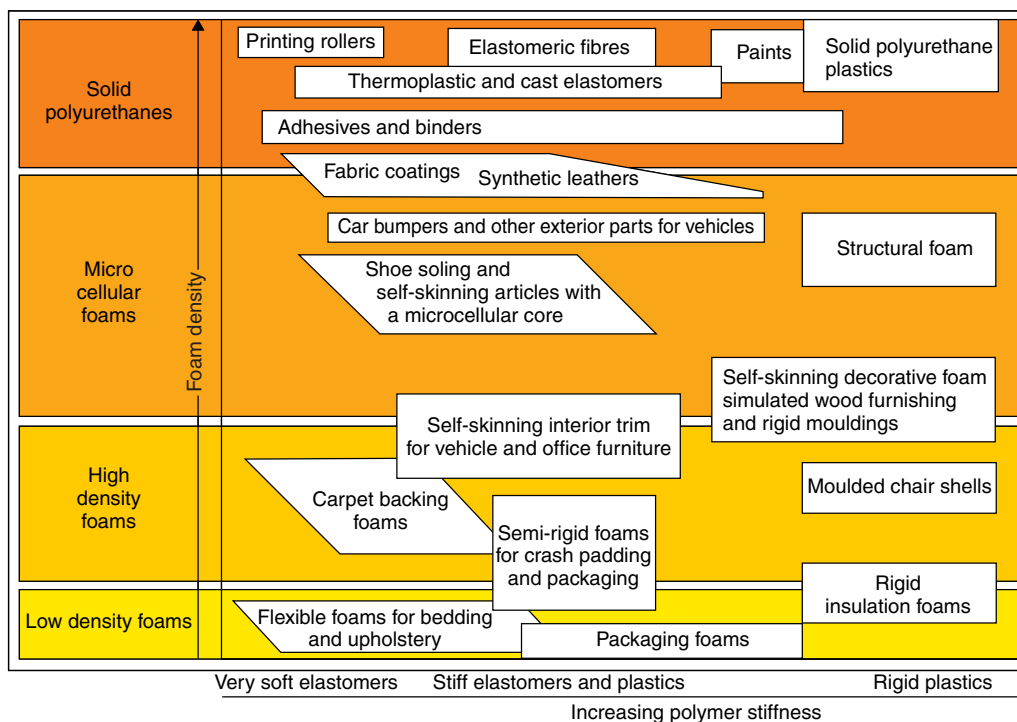 Printing rollers
Elastomeric fibres
Paints
Solid polyurethane
plastics
Thermoplastic and cast elastomers
Solid
polyurethanes
Adhesives and binders
Fabric coatings
Synthetic leathers
Car bumpers and other exterior parts for vehicles
Structural foam
Micro
cellular
foams
Shoe soling and
self-skinning articles with
a microcellular core
Foam density
Self-skinning decorative foam
simulated wood furnishing
and rigid mouldings
Self-skinning interior trim
for vehicle and office furniture
High
density
foams
Carpet backing
foams
Moulded chair shells
Semi-rigid foams
for crash padding
and packaging
Rigid
insulation foams
Low density foams
Flexible foams for bedding
and upholstery
Packaging foams
Very soft elastomers
Stiff elastomers and plastics
Rigid plastics
Increasing polymer stiffness